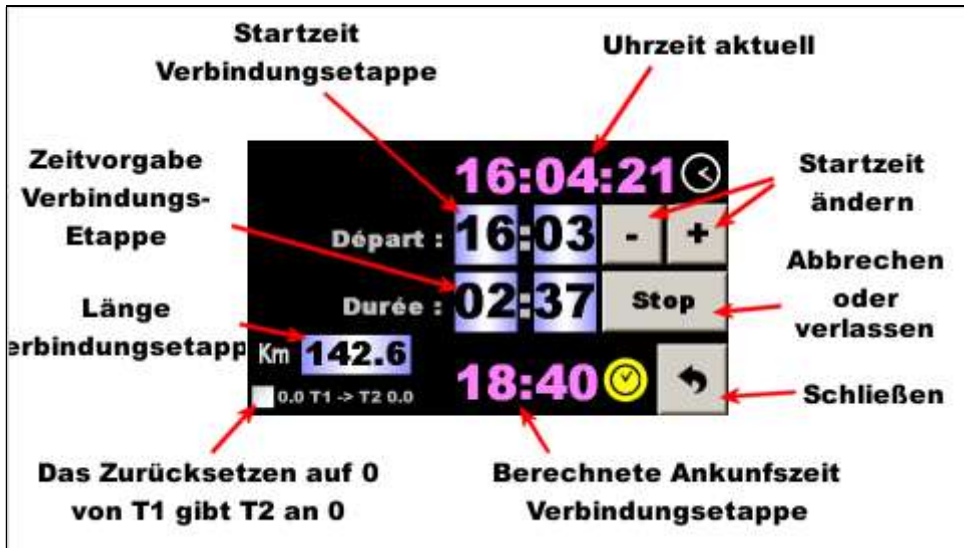 Startzeit
Verbindungsetappe
Uhrzeit aktuell
Zeitvorgabe
Verbindungs-
Etappe
16:04:21
Startzeit
ändern
Départ : 16:03 - +
Durée : 02:37 Stop
Abbrechen
oder
verlassen
Länge
erbindungsetapp
Km 142.6
18:40
0.0 T1 -> T2 0.0
Schließen
Das Zurücksetzen auf 0
von T1 gibt T2 an 0
Berechnete Ankunfszeit
Verbindungsetappe